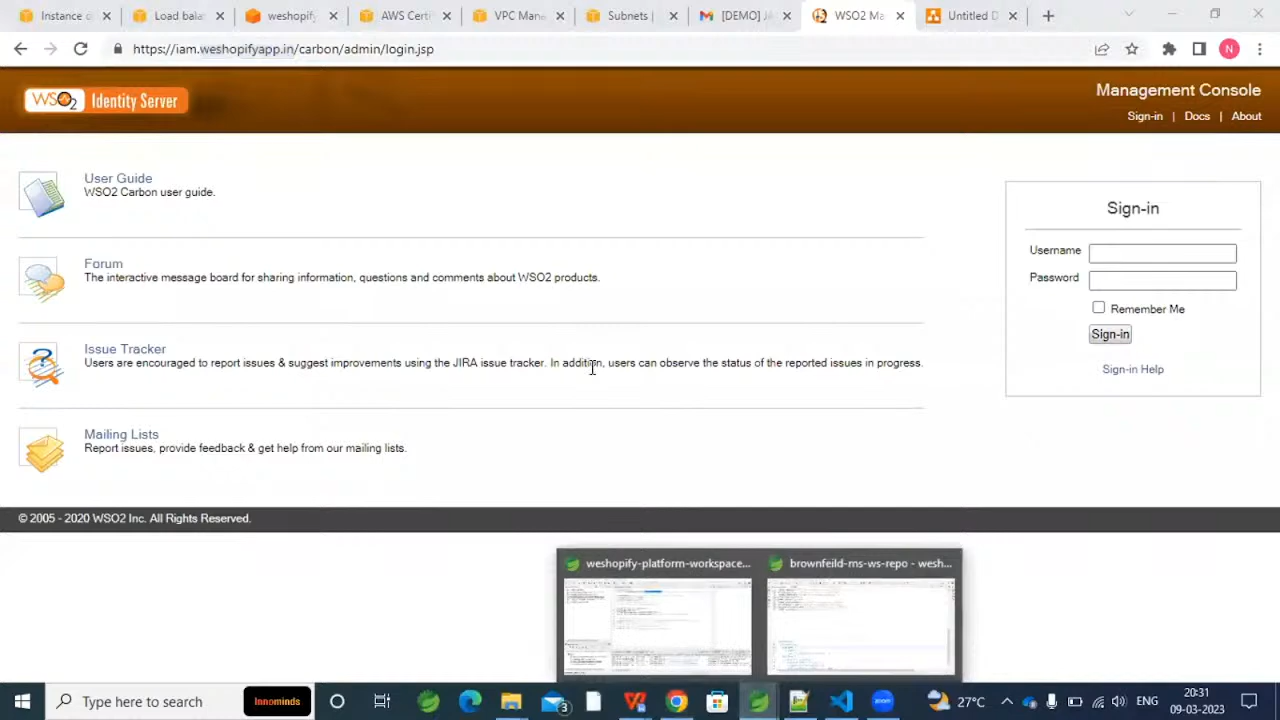 Instance d
Load bala
weshopify
AWS Certi
VPC Mana
Subnets |
[DEMO] J
WSO2 Ma
Untitled D
https://iam.weshopifyapp.in/carbon/admin/login.jsp
N
WSO2 Identity Server
Management Console
Sign-in | Docs | About
User Guide
WSO2 Carbon user guide.
Forum
The interactive message board for sharing information, questions and comments about WSO2 products.
Issue Tracker
Users are encouraged to report issues & suggest improvements using the JIRA issue tracker. In addition, users can observe the status of the reported issues in progress.
Mailing Lists
Report issues, provide feedback & get help from our mailing lists.
Sign-in
Username
Password
Remember Me
Sign-in
Sign-in Help
© 2005 - 2020 WSO2 Inc. All Rights Reserved.
weshopify-platform-workspace...
brownfeild-ms-ws-repo - wesh...
Type here to search
Innominds
3
27°C
ENG
20:31
09-03-2023